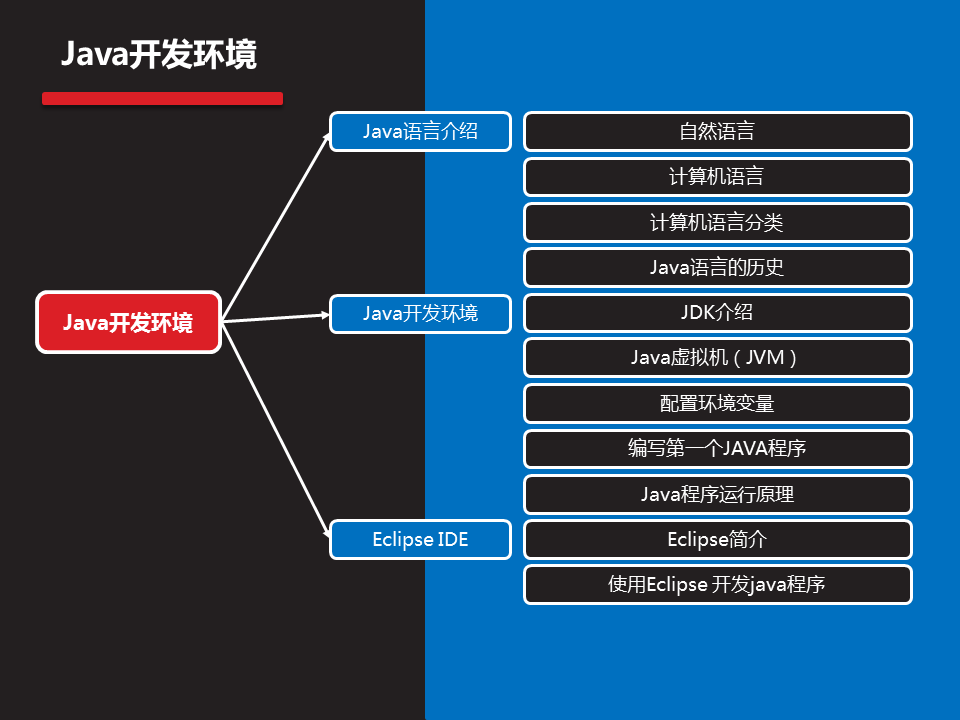 Java开发环境
Java开发环境
Java语言介绍
自然语言
计算机语言
计算机语言分类
Java语言的历史
Java开发环境
JDK介绍
Java虚拟机（JVM）
配置环境变量
编写第一个JAVA程序
Java程序运行原理
Eclipse IDE
Eclipse简介
使用Eclipse 开发java程序